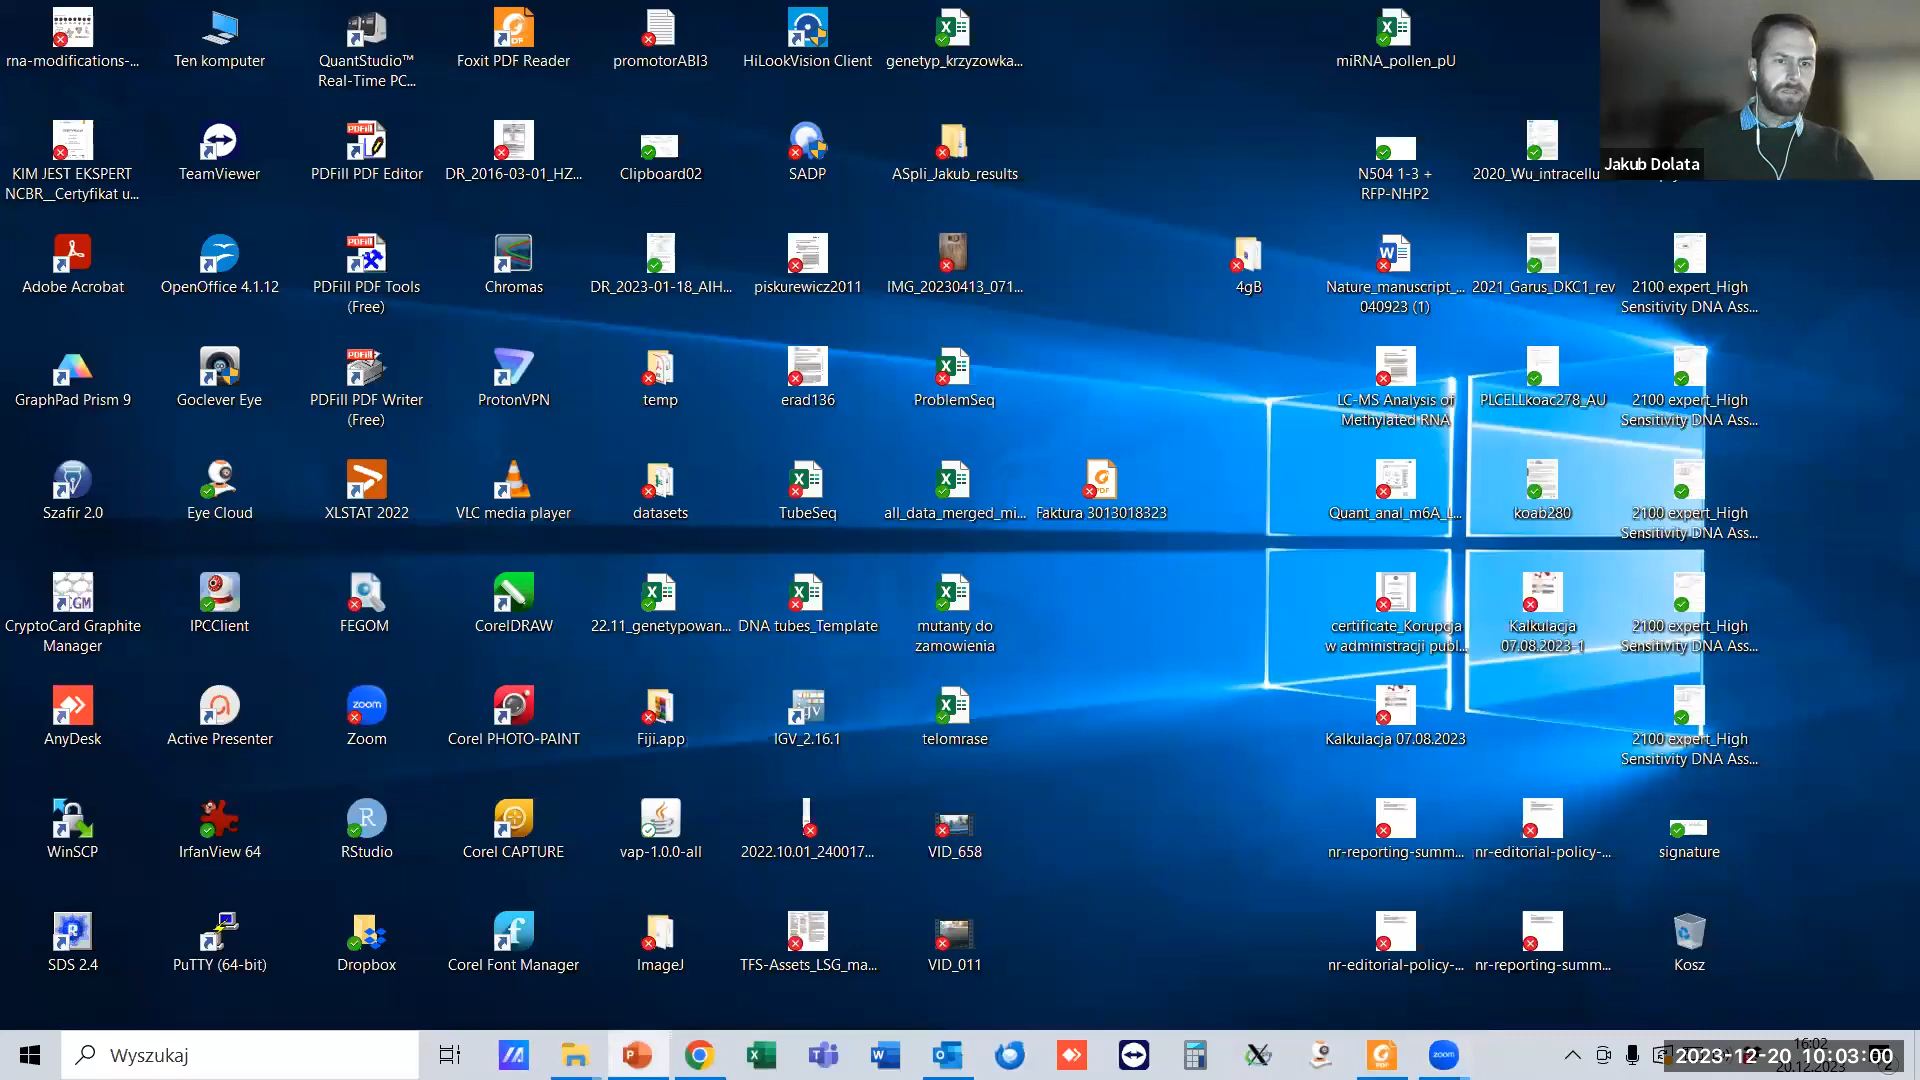 rna-modifications-...
Ten komputer
QuantStudio™
Real-Time PC...
Foxit PDF Reader
promotorABI3
HiLookVision Client
genetyp_krzyzowka...
miRNA_pollen_pU
Jakub Dolata
KIM JEST EKSPERT
NCBR__Certyfikat u...
TeamViewer
PDFill PDF Editor
DR_2016-03-01_HZ...
Clipboard02
SADP
ASpli_Jakub_results
N504 1-3 +
RFP-NHP2
2020_Wu_intracellu
Adobe Acrobat
OpenOffice 4.1.12
PDFill PDF Tools
(Free)
Chromas
DR_2023-01-18_AIH...
piskurewicz2011
IMG_20230413_071...
4gB
Nature_manuscript_...
040923 (1)
2021_Garus_DKC1_rev
2100 expert_High
Sensitivity DNA Ass...
GraphPad Prism 9
Goclever Eye
PDFill PDF Writer
(Free)
ProtonVPN
temp
erad136
ProblemSeq
LC-MS Analysis of
Methylated RNA
PLCELLkoac278_AU
2100 expert_High
Sensitivity DNA Ass...
Szafir 2.0
Eye Cloud
XLSTAT 2022
VLC media player
datasets
TubeSeq
all_data_merged_mi...
Faktura 3013018323
Quant_anal_m6A_L...
koab280
2100 expert_High
Sensitivity DNA Ass...
CryptoCard Graphite
Manager
IPCClient
FEGOM
CorelDRAW
22.11_genetypowan...
DNA tubes_Template
mutanty do
zamowienia
certificate_Korupcja
w administracji publ...
Kalkulacja
07.08.2023-1
2100 expert_High
Sensitivity DNA Ass...
AnyDesk
Active Presenter
zoom
Zoom
Corel PHOTO-PAINT
Fiji.app
IGV_2.16.1
telomrase
Kalkulacja 07.08.2023
2100 expert_High
Sensitivity DNA Ass...
WinSCP
IrfanView 64
RStudio
Corel CAPTURE
vap-1.0.0-all
2022.10.01_240017...
VID_658
nr-reporting-summ...
nr-editorial-policy-...
signature
SDS 2.4
PuTTY (64-bit)
Dropbox
Corel Font Manager
ImageJ
TFS-Assets_LSG_ma...
VID_011
nr-editorial-policy-...
nr-reporting-summ...
Kosz
Wyszukaj
zoom
16:02
2023-12-20 10:03:00
20.12.2023